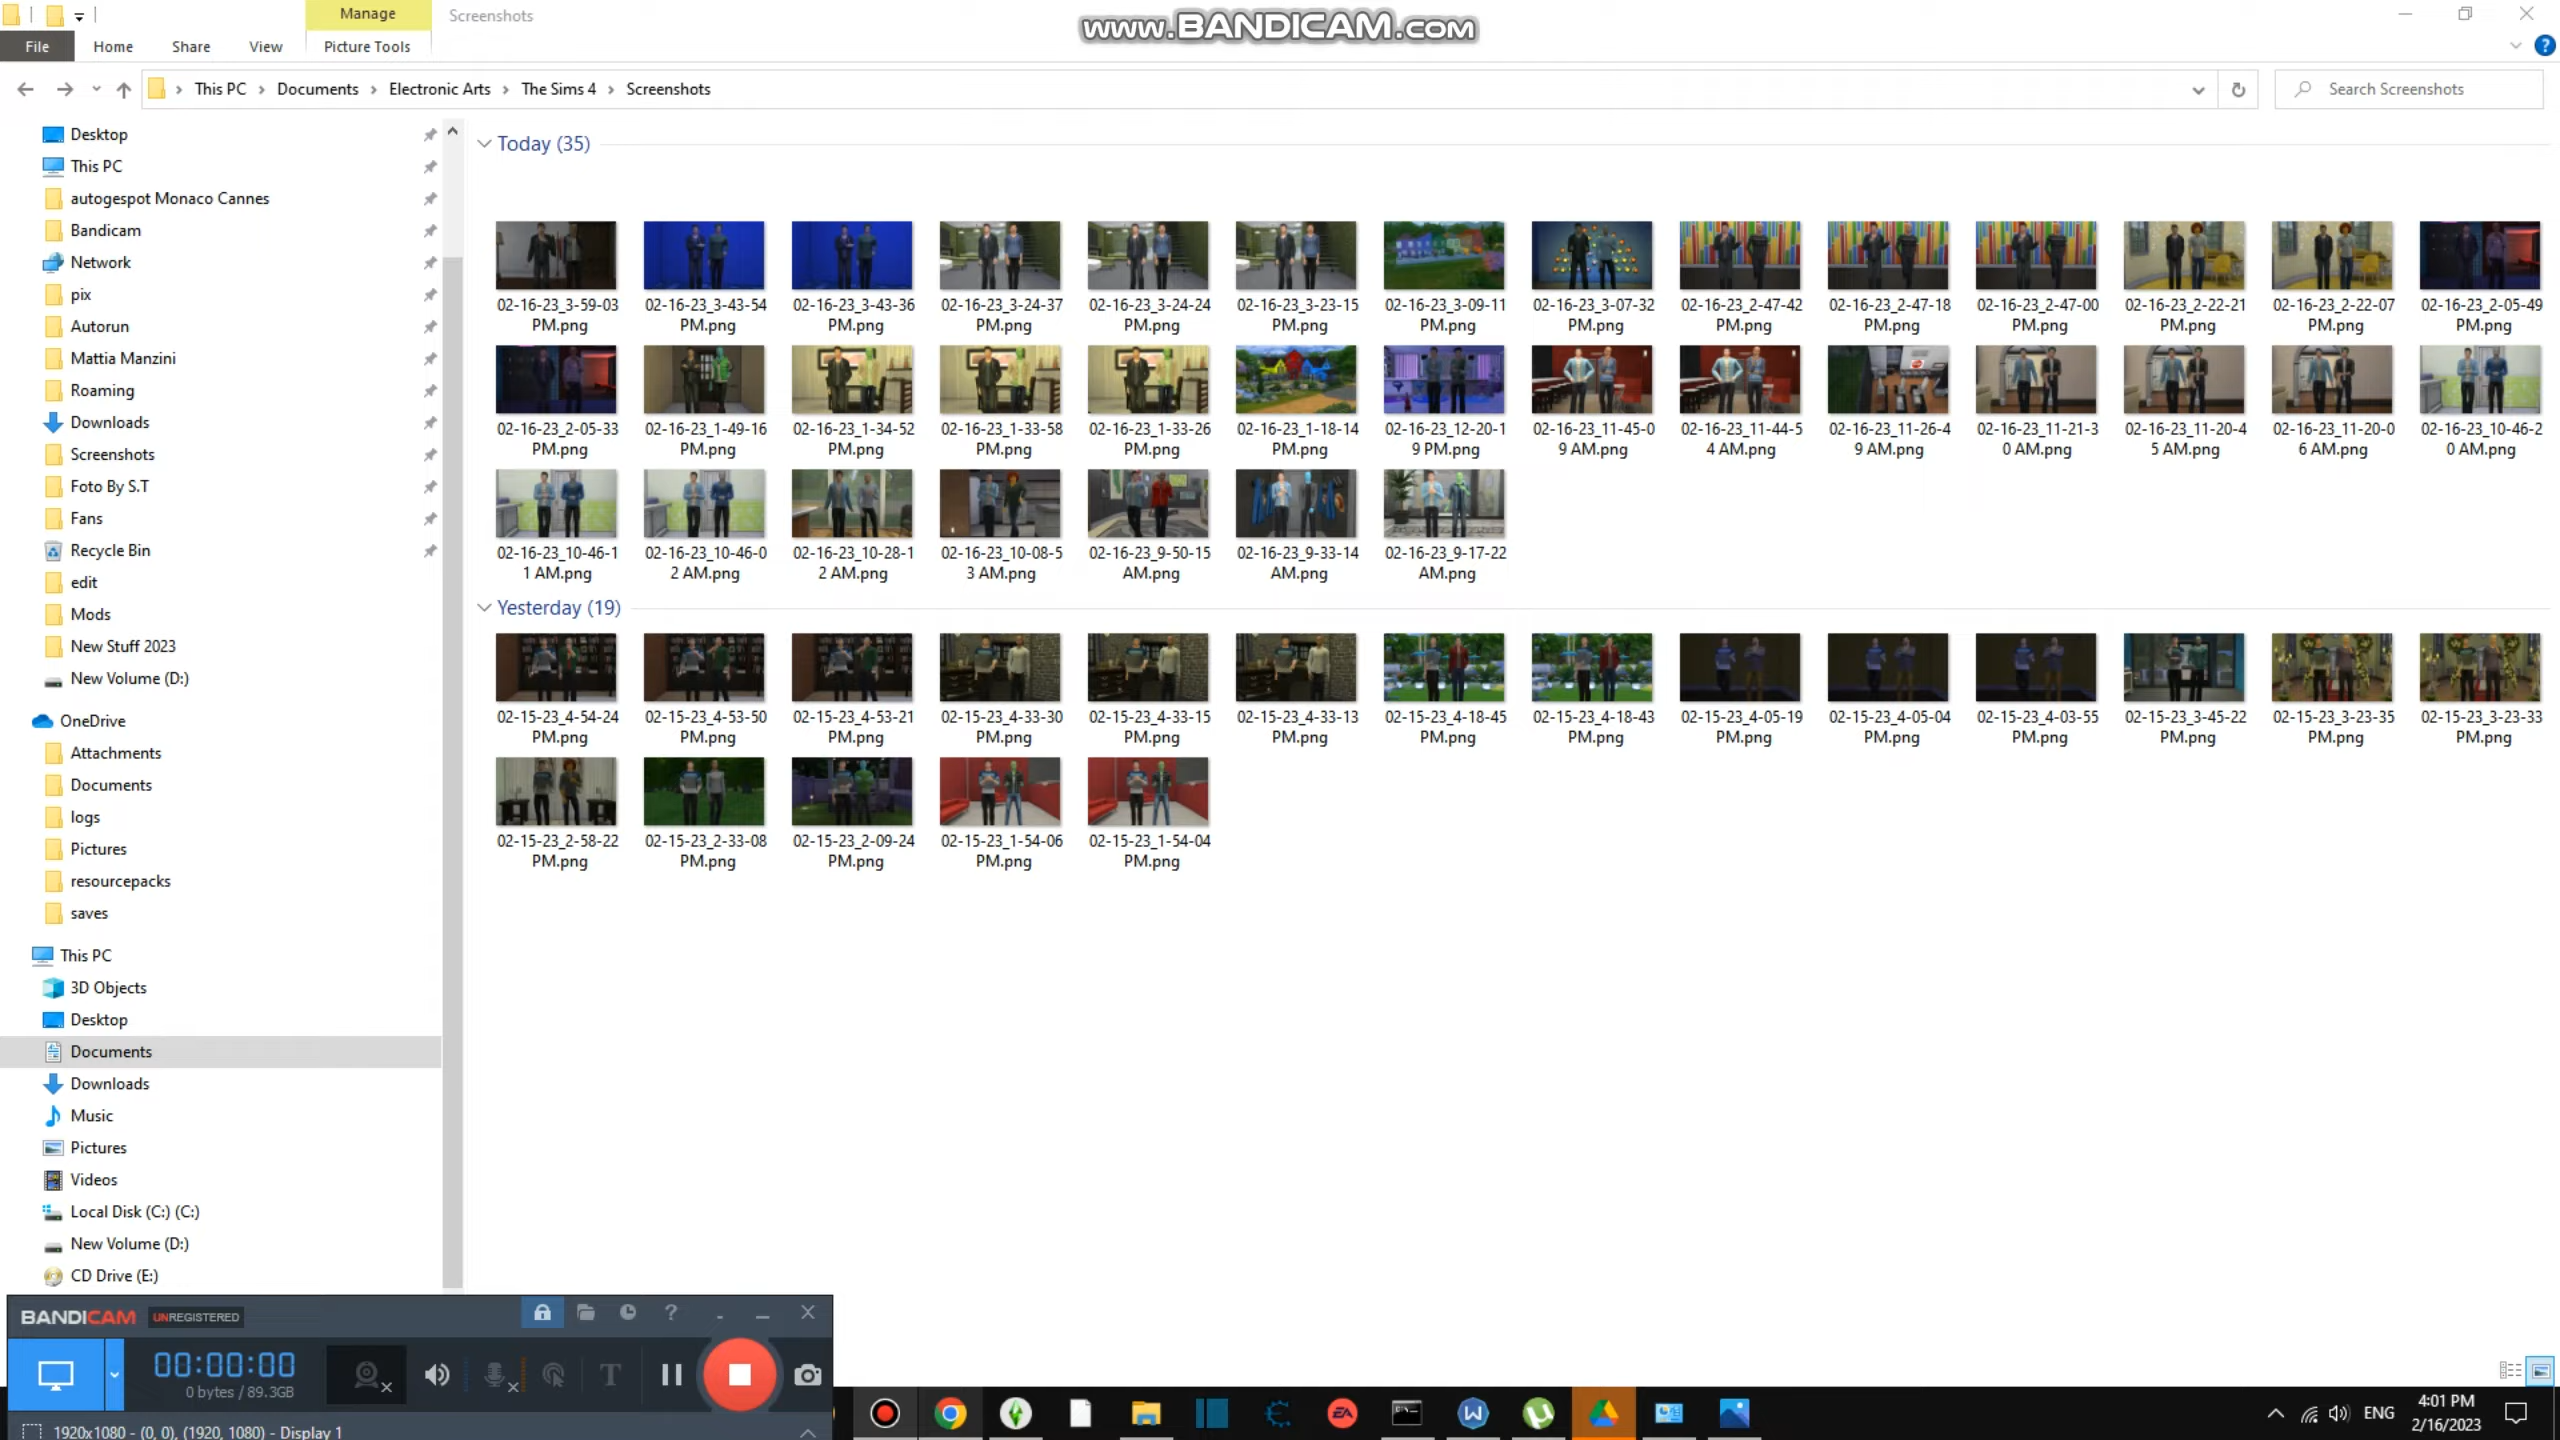 Manage
Screenshots
www.BANDICAM.com
File
Home
Share
View
Picture Tools
This PC
Documents
Electronic Arts
The Sims 4
Screenshots
Search Screenshots
Desktop
This PC
autogespot Monaco Cannes
Bandicam
Network
pix
Autorun
Mattia Manzini
Roaming
Downloads
Screenshots
Foto By S.T
Fans
Recycle Bin
edit
Mods
New Stuff 2023
New Volume (D:)
OneDrive
Attachments
Documents
logs
Pictures
resourcepacks
saves
This PC
3D Objects
Desktop
Documents
Downloads
Music
Pictures
Videos
Local Disk (C:) (C:)
New Volume (D:)
CD Drive (E:)
Today (35)
02-16-23_3-59-03 02-16-23_3-43-54 02-16-23_3-43-36 02-16-23_3-24-37 02-16-23_3-24-24 02-16-23_3-23-15 02-16-23_3-09-11 02-16-23_3-07-32 02-16-23_2-47-42 02-16-23_2-47-18 02-16-23_2-47-00 02-16-23_2-22-21 02-16-23_2-22-07 02-16-23_2-05-49
PM.png PM.png PM.png PM.png PM.png PM.png PM.png PM.png PM.png PM.png PM.png PM.png PM.png PM.png
02-16-23_2-05-33 02-16-23_1-49-16 02-16-23_1-34-52 02-16-23_1-33-58 02-16-23_1-33-26 02-16-23_1-18-14 02-16-23_12-20-1 02-16-23_11-45-0 02-16-23_11-44-5 02-16-23_11-26-4 02-16-23_11-21-3 02-16-23_11-20-4 02-16-23_11-20-0 02-16-23_10-46-2
PM.png PM.png PM.png PM.png PM.png PM.png 9 PM.png 9 AM.png 4 AM.png 9 AM.png 0 AM.png 5 AM.png 6 AM.png 0 AM.png
02-16-23_10-46-1 02-16-23_10-46-0 02-16-23_10-28-1 02-16-23_10-08-5 02-16-23_9-50-15 02-16-23_9-33-14 02-16-23_9-17-22
1 AM.png 2 AM.png 2 AM.png 3 AM.png AM.png AM.png AM.png
Yesterday (19)
02-15-23_4-54-24 02-15-23_4-53-50 02-15-23_4-53-21 02-15-23_4-33-30 02-15-23_4-33-15 02-15-23_4-33-13 02-15-23_4-18-45 02-15-23_4-18-43 02-15-23_4-05-19 02-15-23_4-05-04 02-15-23_4-03-55 02-15-23_3-45-22 02-15-23_3-23-35 02-15-23_3-23-33
PM.png PM.png PM.png PM.png PM.png PM.png PM.png PM.png PM.png PM.png PM.png PM.png PM.png PM.png
02-15-23_2-58-22 02-15-23_2-33-08 02-15-23_2-09-24 02-15-23_1-54-06 02-15-23_1-54-04
PM.png PM.png PM.png PM.png PM.png
BANDICAM UNREGISTERED
00:00:00
0 bytes / 89.3GB
1920x1080 - (0, 0), (1920, 1080) - Display 1
ENG
4:01 PM
2/16/2023